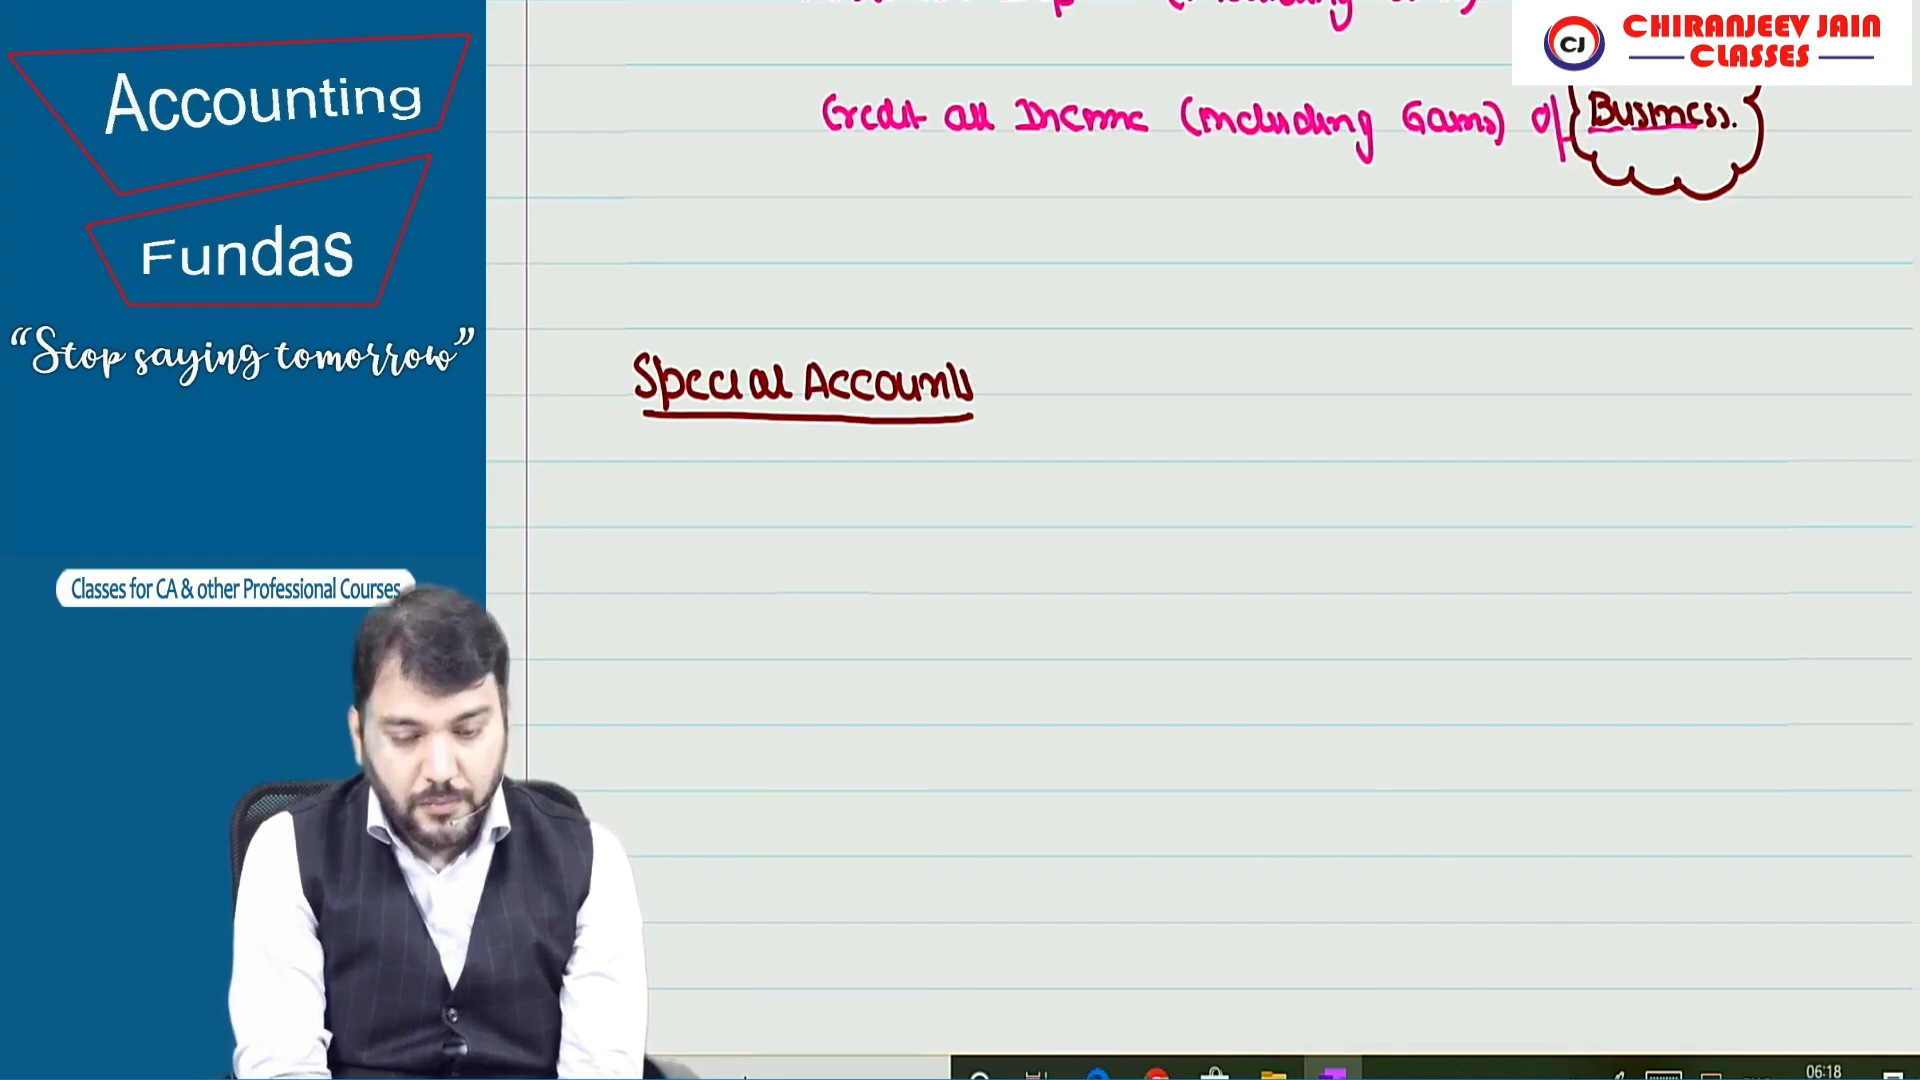 Accounting
Fundas
“Stop saying tomorrow”
Classes for CA & other Professional Courses
CJ
CHIRANJEEV JAIN
CLASSES
(including
Credit all Income (including Gains) of Business.
Special Accounts
06:18